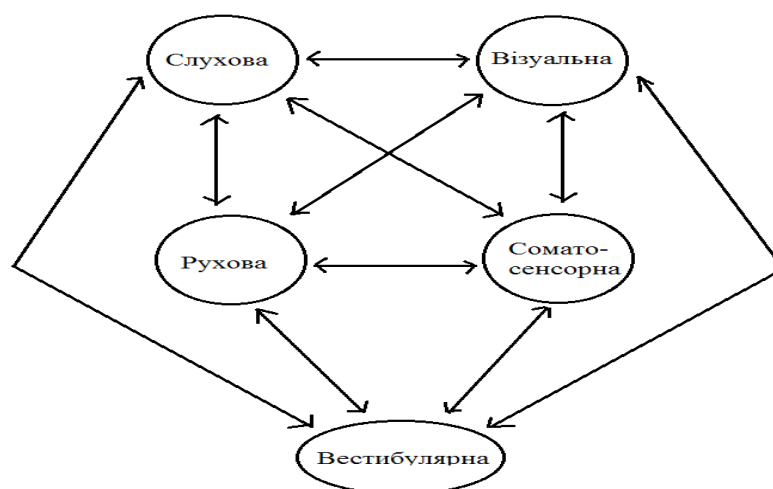 Слухова
Візуальна
Рухова
Сомато-
сенсорна
Вестибулярна